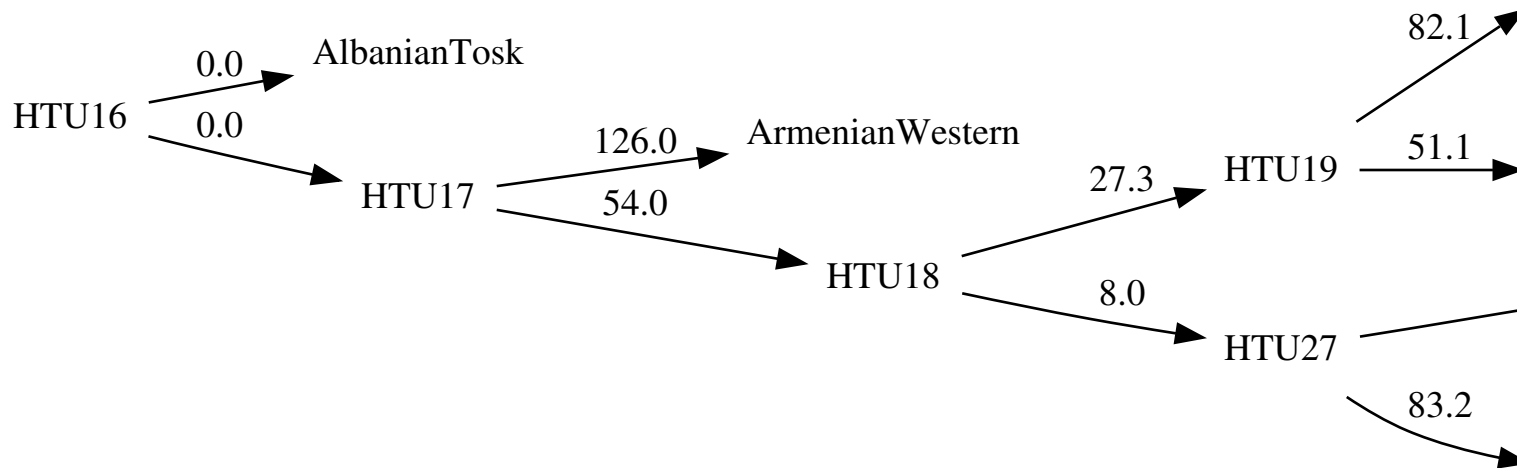 82.1
0.0
AlbanianTosk
HTU16
0.0
126.0
ArmenianWestern
51.1
HTU19
27.3
HTU17
54.0
HTU18
8.0
HTU27
83.2